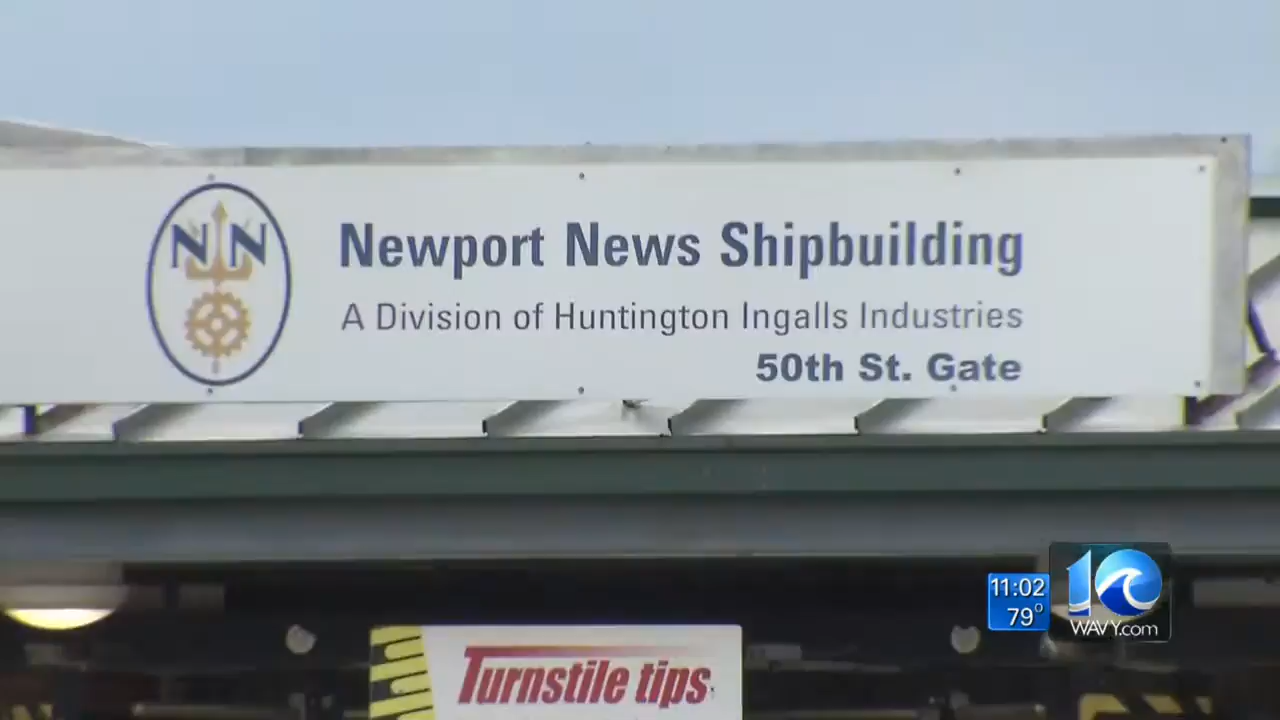 N N
Newport News Shipbuilding
A Division of Huntington Ingalls Industries
50th St. Gate
11:02
79°
10
WAVY.com
Turnstile tips